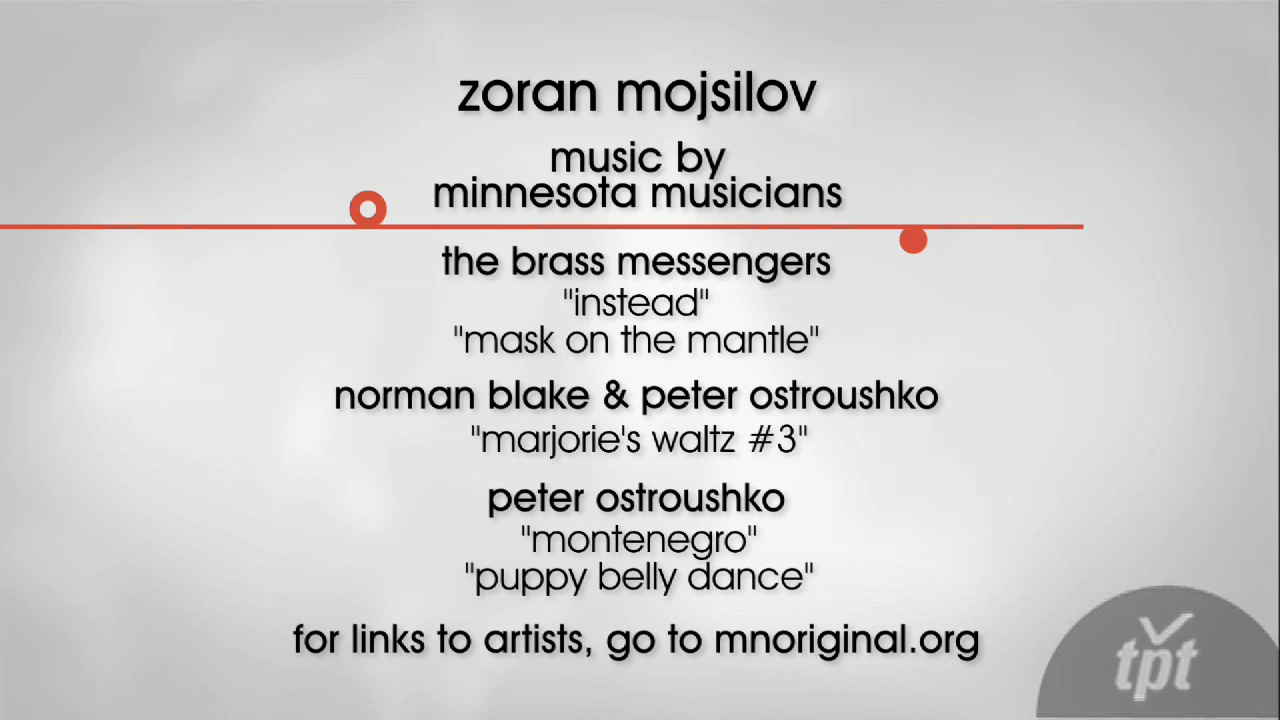 zoran mojsilov
music by
minnesota musicians
the brass messengers
"instead"
"mask on the mantle"
norman blake & peter ostroushko
"marjorie's waltz #3"
peter ostroushko
"montenegro"
"puppy belly dance"
for links to artists, go to mnoriginal.org
tpt